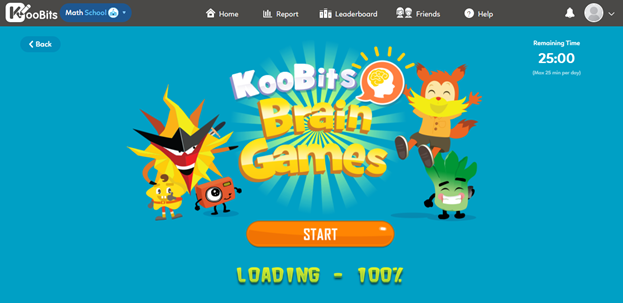 KooBits
Math School
Home
Report
Leaderboard
Friends
Help
Back
Remaining Time
25:00
(Max 25 min per day)
KooBits
Brain
Games
START
LOADING - 100%